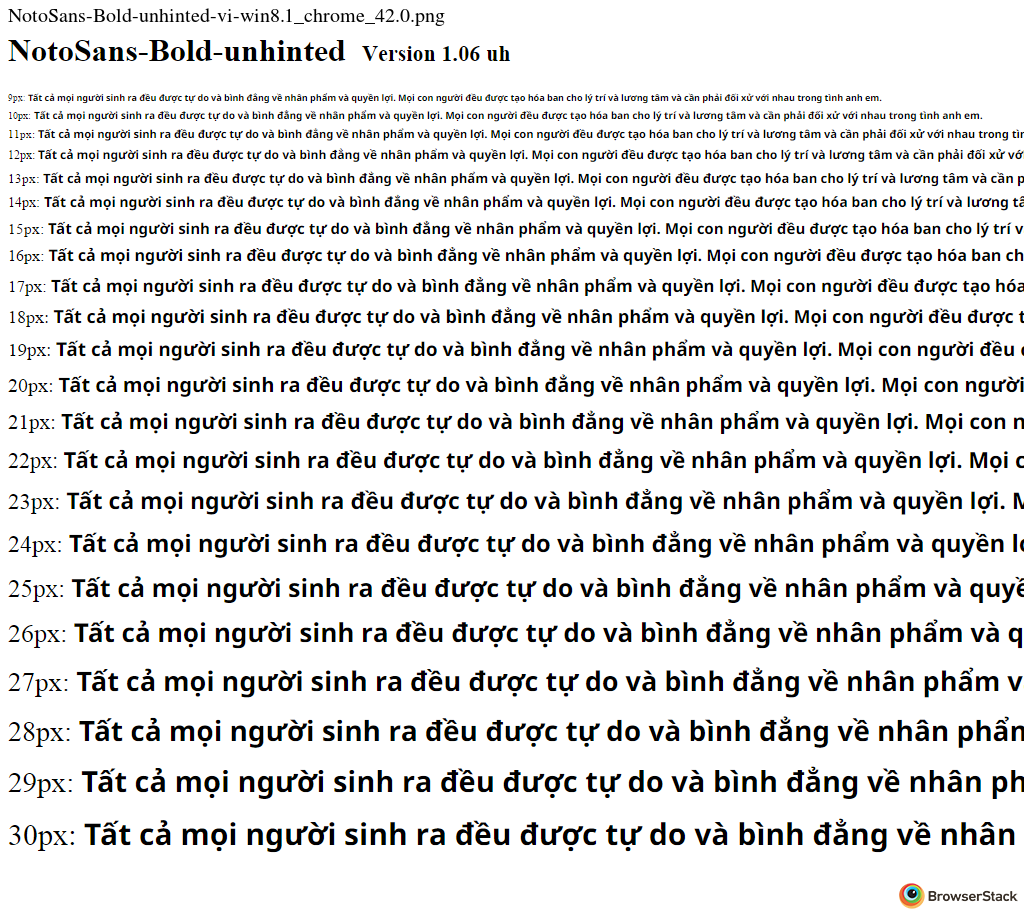 NotoSans-Bold-unhinted-vi-win8.1_chrome_42.0.png
NotoSans-Bold-unhinted Version 1.06 uh
9px: Tất cả mọi người sinh ra đều được tự do và bình đẳng về nhân phẩm và quyền lợi. Mọi con người đều được tạo hóa ban cho lý trí và lương tâm và cần phải đối xử với nhau trong tình anh em.
10px: Tất cả mọi người sinh ra đều được tự do và bình đẳng về nhân phẩm và quyền lợi. Mọi con người đều được tạo hóa ban cho lý trí và lương tâm và cần phải đối xử với nhau trong tình anh em.
11px: Tất cả mọi người sinh ra đều được tự do và bình đẳng về nhân phẩm và quyền lợi. Mọi con người đều được tạo hóa ban cho lý trí và lương tâm và cần phải đối xử với nhau trong
12px: Tất cả mọi người sinh ra đều được tự do và bình đẳng về nhân phẩm và quyền lợi. Mọi con người đều được tạo hóa ban cho lý trí và lương tâm và cần phải đối xử
13px: Tất cả mọi người sinh ra đều được tự do và bình đẳng về nhân phẩm và quyền lợi. Mọi con người đều được tạo hóa ban cho lý trí và lương tâm và cần
14px: Tất cả mọi người sinh ra đều được tự do và bình đẳng về nhân phẩm và quyền lợi. Mọi con người đều được tạo hóa ban cho lý trí và lương
15px: Tất cả mọi người sinh ra đều được tự do và bình đẳng về nhân phẩm và quyền lợi. Mọi con người đều được tạo hóa ban cho lý trí
16px: Tất cả mọi người sinh ra đều được tự do và bình đẳng về nhân phẩm và quyền lợi. Mọi con người đều được tạo hóa ban
17px: Tất cả mọi người sinh ra đều được tự do và bình đẳng về nhân phẩm và quyền lợi. Mọi con người đều được tạo hóa
18px: Tất cả mọi người sinh ra đều được tự do và bình đẳng về nhân phẩm và quyền lợi. Mọi con người đều được
19px: Tất cả mọi người sinh ra đều được tự do và bình đẳng về nhân phẩm và quyền lợi. Mọi con người đều
20px: Tất cả mọi người sinh ra đều được tự do và bình đẳng về nhân phẩm và quyền lợi. Mọi con người
21px: Tất cả mọi người sinh ra đều được tự do và bình đẳng về nhân phẩm và quyền lợi. Mọi con
22px: Tất cả mọi người sinh ra đều được tự do và bình đẳng về nhân phẩm và quyền lợi. Mọi
23px: Tất cả mọi người sinh ra đều được tự do và bình đẳng về nhân phẩm và quyền lợi.
24px: Tất cả mọi người sinh ra đều được tự do và bình đẳng về nhân phẩm và quyền
25px: Tất cả mọi người sinh ra đều được tự do và bình đẳng về nhân phẩm và
26px: Tất cả mọi người sinh ra đều được tự do và bình đẳng về nhân phẩm và
27px: Tất cả mọi người sinh ra đều được tự do và bình đẳng về nhân phẩm
28px: Tất cả mọi người sinh ra đều được tự do và bình đẳng về nhân
29px: Tất cả mọi người sinh ra đều được tự do và bình đẳng về nhân
30px: Tất cả mọi người sinh ra đều được tự do và bình đẳng về nhân
BrowserStack